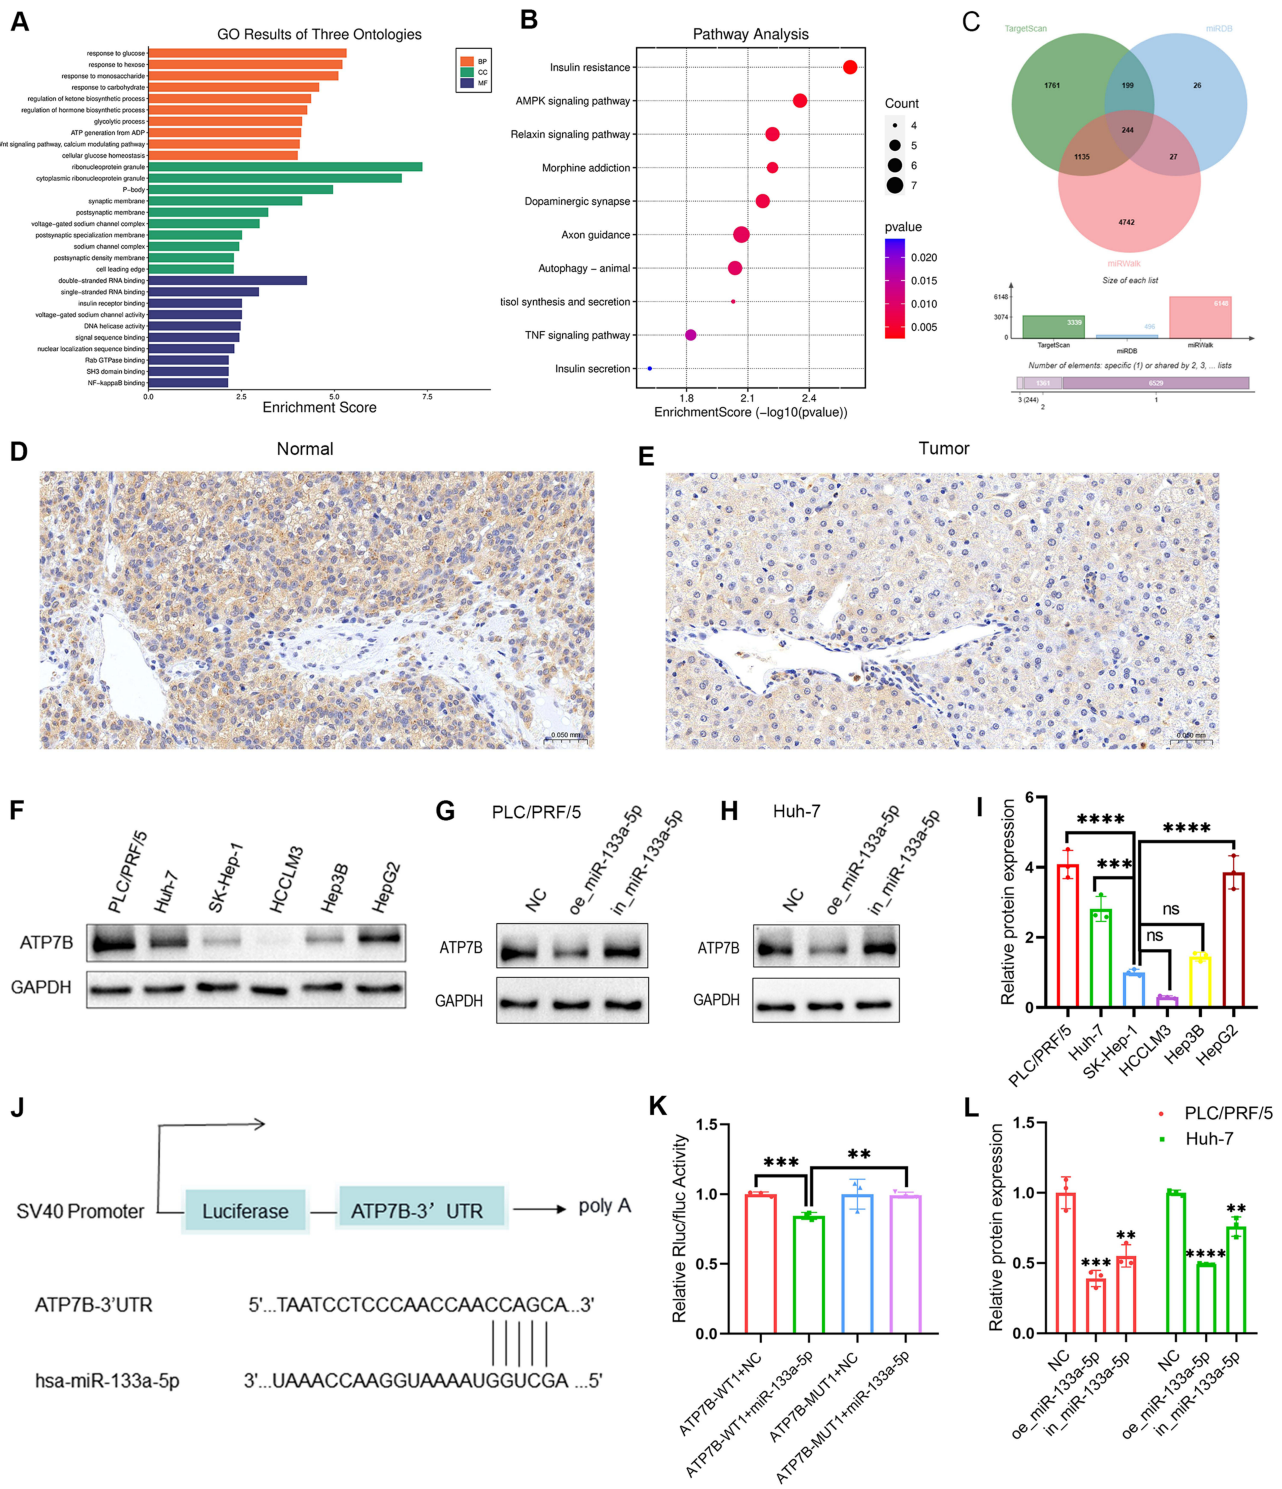 A
GO Results of Three Ontologies
response to glucose
response to hexose
response to monosaccharide
response to carbohydrate
regulation of ketone biosynthetic process
regulation of hormone biosynthetic process
glycolytic process
ATP generation from ADP
Wnt signaling pathway, calcium modulating pathway
cellular glucose homeostasis
ribonucleoprotein granule
cytoplasmic ribonucleoprotein granule
P-body
synaptic membrane
postsynaptic membrane
voltage-gated sodium channel complex
postsynaptic specialization membrane
sodium channel complex
postsynaptic density membrane
cell leading edge
double-stranded RNA binding
single-stranded RNA binding
insulin receptor binding
voltage-gated sodium channel activity
DNA helicase activity
signal sequence binding
nuclear localization sequence binding
Rab GTPase binding
SH3 domain binding
NF-kappaB binding
0.0 2.5 5.0 7.5
Enrichment Score
BP
CC
MF
B
Pathway Analysis
Insulin resistance
AMPK signaling pathway
Relaxin signaling pathway
Morphine addiction
Dopaminergic synapse
Axon guidance
Autophagy − animal
tisol synthesis and secretion
TNF signaling pathway
Insulin secretion
1.8 2.1 2.4
EnrichmentScore (−log10(pvalue))
Count
4
5
6
7
pvalue
0.020
0.015
0.010
0.005
C
TargetScan
miRDB
1761
199
26
244
1135
27
4742
miRWalk
Size of each list
6148
3074
0
3339
496
6148
TargetScan
miRDB
miRWalk
Number of elements: specific (1) or shared by 2, 3, ... lists
1361
6529
3 (244)
2
1
D
Normal
0.050 mm
E
Tumor
0.050 mm
F
PLC/PRF/5
Huh-7
SK-Hep-1
HCCLM3
Hep3B
HepG2
ATP7B
GAPDH
G
PLC/PRF/5
NC
oe_miR-133a-5p
in_miR-133a-5p
ATP7B
GAPDH
H
Huh-7
NC
oe_miR-133a-5p
in_miR-133a-5p
ATP7B
GAPDH
I
Relative protein expression
6
4
2
0
****
***
****
ns
ns
PLC/PRF/5
Huh-7
SK-Hep-1
HCCLM3
Hep3B
HepG2
J
SV40 Promoter
Luciferase
ATP7B-3’ UTR
poly A
ATP7B-3’UTR
5'...TAATCCTCCCAACCAACCAGCA...3'
hsa-miR-133a-5p
3'...UAAACCAAGGUAAAAUGGUCGA ...5'
K
Relative Rluc/fluc Activity
1.5
1.0
0.5
0.0
***
**
ATP7B-WT1+NC
ATP7B-WT1+miR-133a-5p
ATP7B-MUT1+NC
ATP7B-MUT1+miR-133a-5p
L
PLC/PRF/5
Huh-7
Relative protein expression
1.5
1.0
0.5
0.0
***
**
****
**
NC
oe_miR-133a-5p
in_miR-133a-5p
NC
oe_miR-133a-5p
in_miR-133a-5p